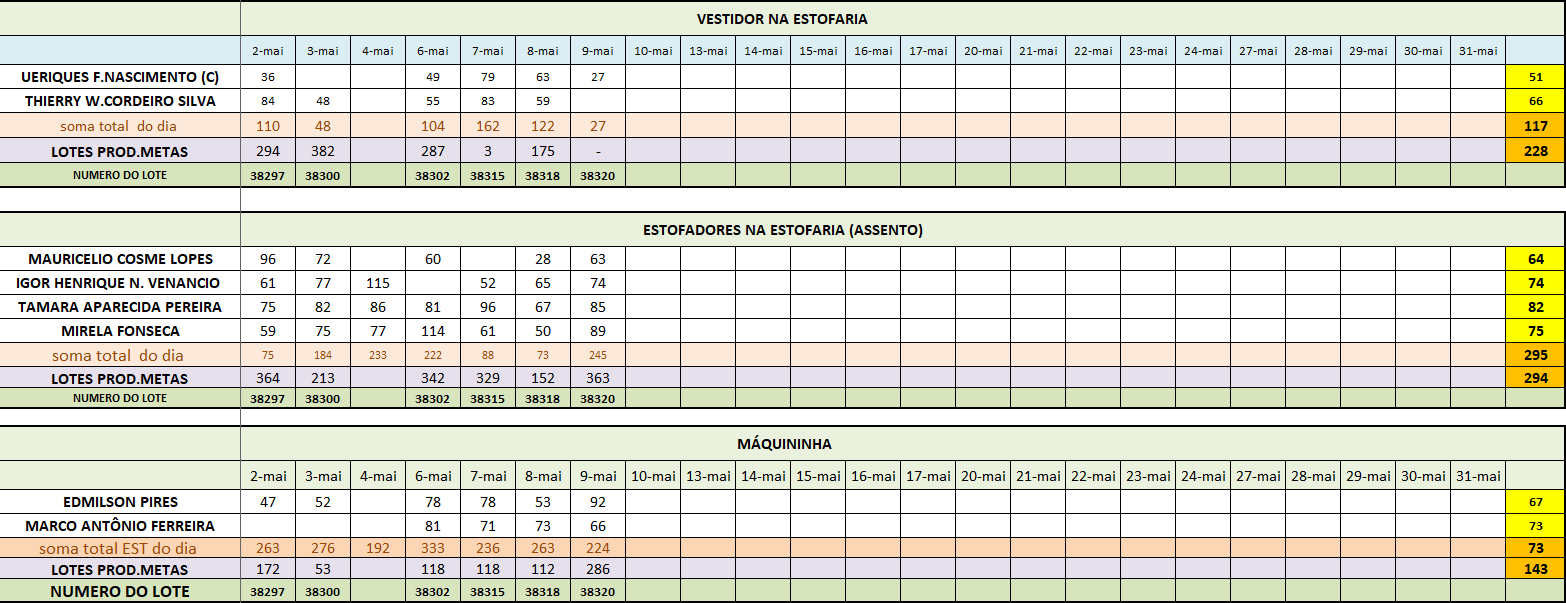 VESTIDOR NA ESTOFARIA
2-mai 3-mai 4-mai 6-mai 7-mai 8-mai 9-mai 10-mai 13-mai 14-mai 15-mai 16-mai 17-mai 20-mai 21-mai 22-mai 23-mai 24-mai 27-mai 28-mai 29-mai 30-mai 31-mai
UERIQUES F.NASCIMENTO (C) 36 49 79 63 27 51
THIERRY W.CORDEIRO SILVA 84 48 55 83 59 66
soma total do dia 110 48 104 162 122 27 117
LOTES PROD.METAS 294 382 287 3 175 - 228
NUMERO DO LOTE 38297 38300 38302 38315 38318 38320
ESTOFADORES NA ESTOFARIA (ASSENTO)
MAURICELIO COSME LOPES 96 72 60 28 63 64
IGOR HENRIQUE N. VENANCIO 61 77 115 52 65 74 74
TAMARA APARECIDA PEREIRA 75 82 86 81 96 67 85 82
MIRELA FONSECA 59 75 77 114 61 50 89 75
soma total do dia 75 184 233 222 88 73 245 295
LOTES PROD.METAS 364 213 342 329 152 363 294
NUMERO DO LOTE 38297 38300 38302 38315 38318 38320
MÁQUININHA
2-mai 3-mai 4-mai 6-mai 7-mai 8-mai 9-mai 10-mai 13-mai 14-mai 15-mai 16-mai 17-mai 20-mai 21-mai 22-mai 23-mai 24-mai 27-mai 28-mai 29-mai 30-mai 31-mai
EDMILSON PIRES 47 52 78 78 53 92 67
MARCO ANTÔNIO FERREIRA 81 71 73 66 73
soma total EST do dia 263 276 192 333 236 263 224 73
LOTES PROD.METAS 172 53 118 118 112 286 143
NUMERO DO LOTE 38297 38300 38302 38315 38318 38320